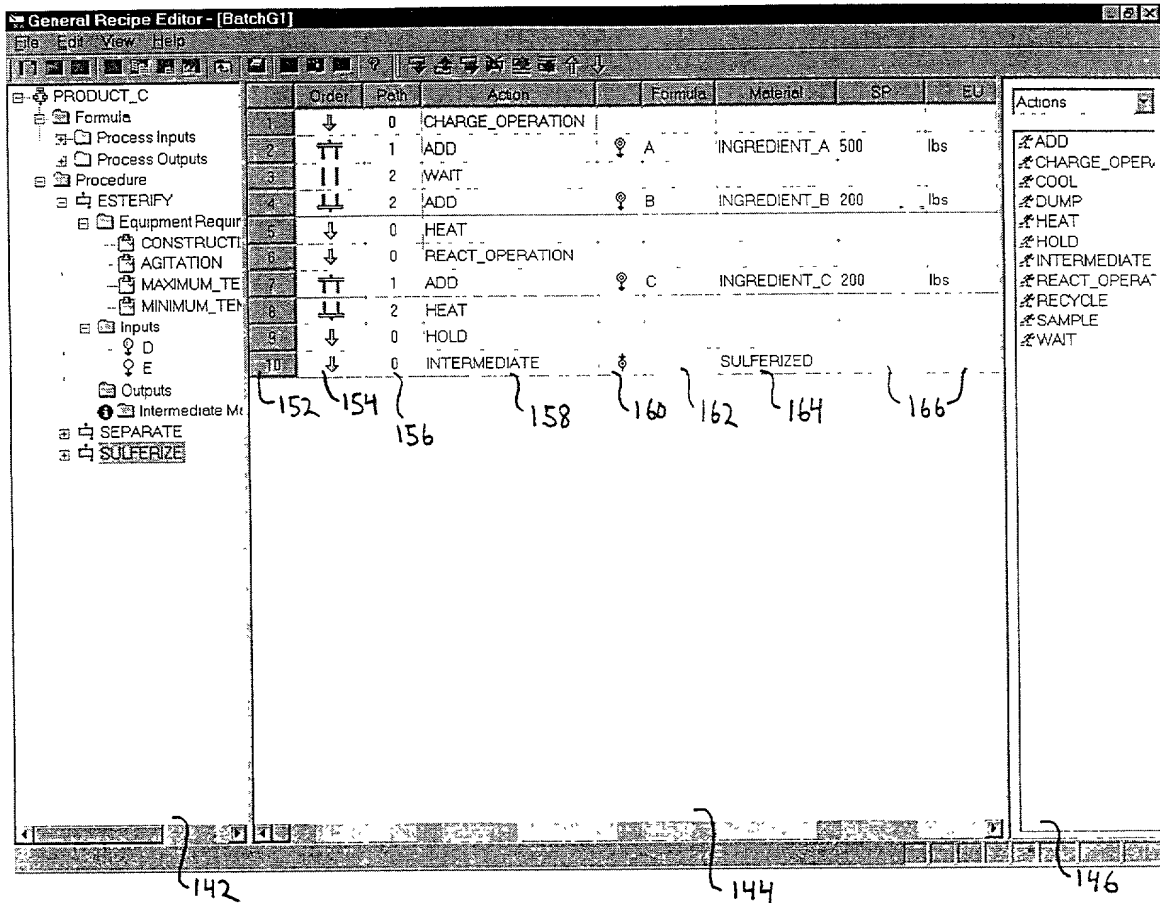 General Recipe Editor - [BatchG1]
File Edit View Help
PRODUCT_C
Formula
Process Inputs
Process Outputs
Procedure
ESTERIFY
Equipment Requir
CONSTRUCTI
AGITATION
MAXIMUM_TE
MINIMUM_TEN
Inputs
D
E
Outputs
Intermediate Ma
SEPARATE
SULFERIZE
Order Path Action Formula Material SP EU
1 0 CHARGE_OPERATION
2 1 ADD A INGREDIENT_A 500 lbs
3 2 WAIT
4 2 ADD B INGREDIENT_B 200 lbs
5 0 HEAT
6 0 REACT_OPERATION
7 1 ADD C INGREDIENT_C 200 lbs
8 2 HEAT
9 0 HOLD
10 0 INTERMEDIATE SULFERIZED
152 154 156 158 160 162 164 166
Actions
ADD
CHARGE_OPER
COOL
DUMP
HEAT
HOLD
INTERMEDIATE
REACT_OPERAT
RECYCLE
SAMPLE
WAIT
142 144 146